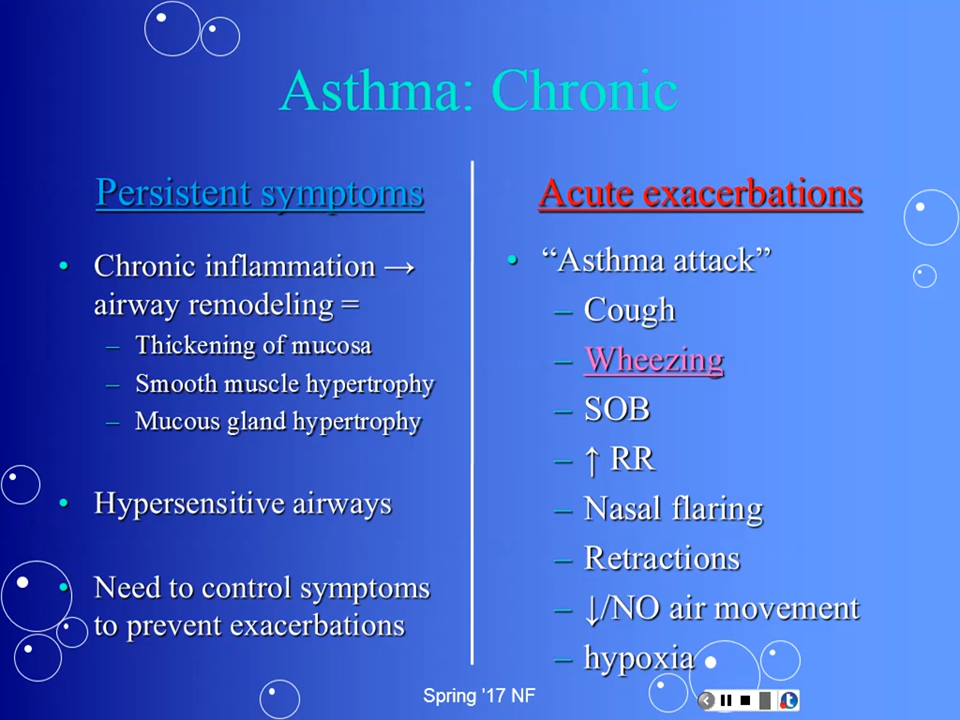 Asthma: Chronic
Persistent symptoms
• Chronic inflammation →
airway remodeling =
– Thickening of mucosa
– Smooth muscle hypertrophy
– Mucous gland hypertrophy
• Hypersensitive airways
• Need to control symptoms
to prevent exacerbations
Acute exacerbations
• “Asthma attack”
– Cough
– Wheezing
– SOB
– ↑ RR
– Nasal flaring
– Retractions
– ↓/NO air movement
– hypoxia
Spring '17 NF
t